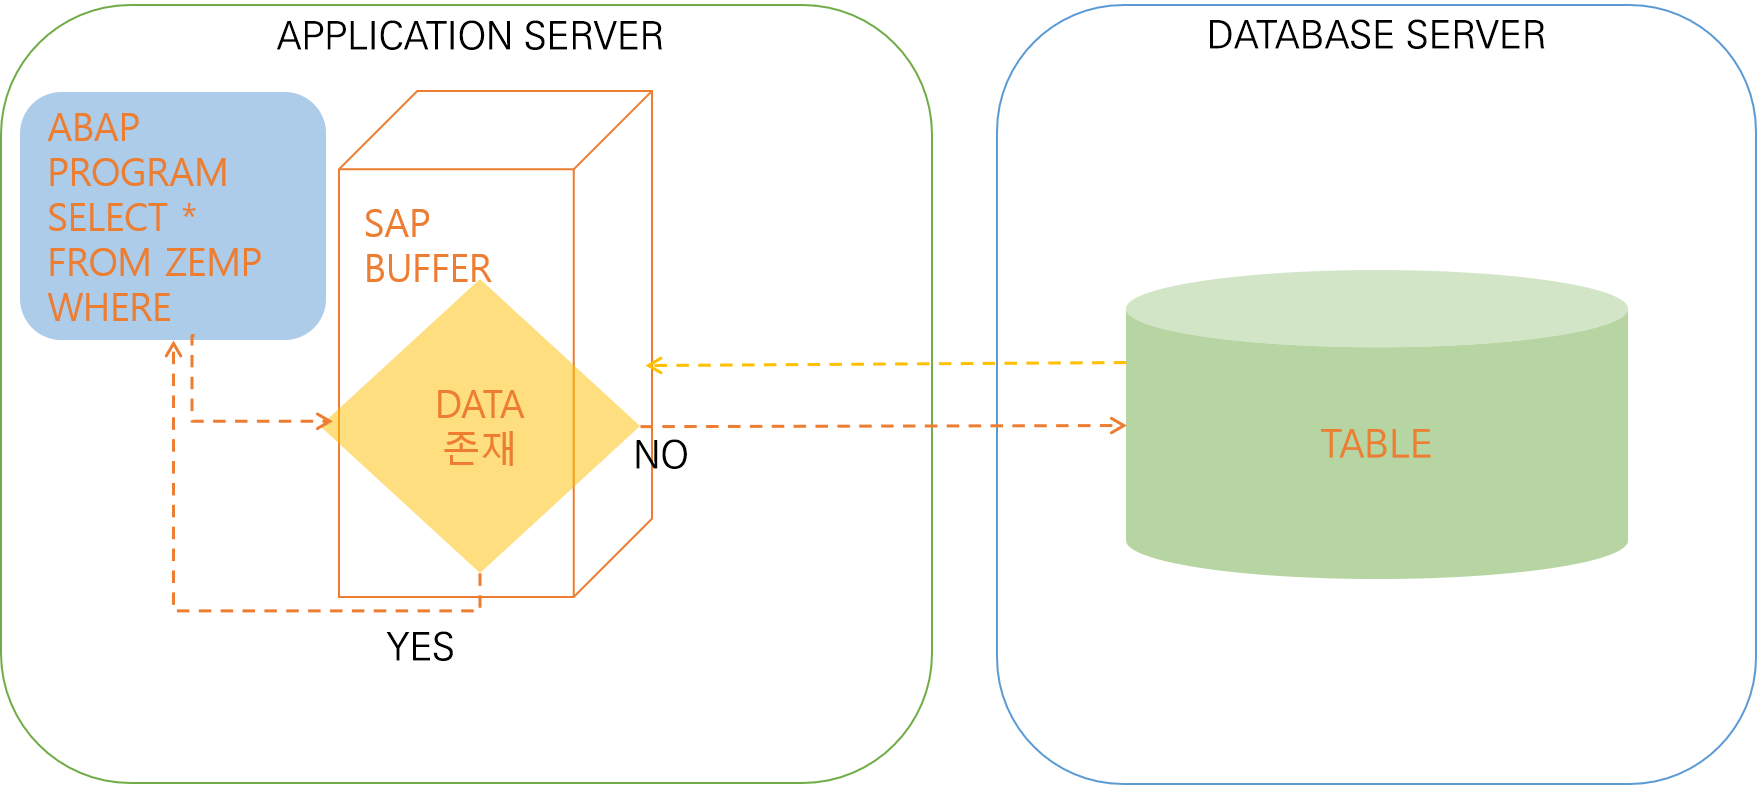 APPLICATION SERVER
DATABASE SERVER
ABAP
PROGRAM
SELECT *
FROM ZEMP
WHERE
SAP
BUFFER
DATA
존재
NO
TABLE
YES